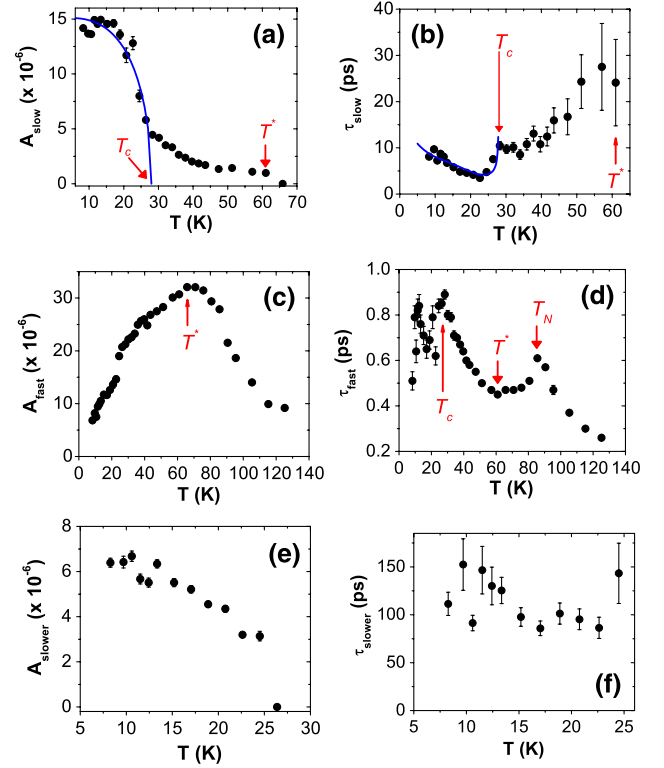 (a)
15
10
5
0
A_slow (x 10^-6)
T_c
T^*
10 20 30 40 50 60 70
T (K)
(b)
40
30
20
10
0
τ_slow (ps)
T_c
T^*
0 10 20 30 40 50 60
T (K)
(c)
30
20
10
0
A_fast (x 10^-6)
T^*
0 20 40 60 80 100 120 140
T (K)
(d)
1.0
0.8
0.6
0.4
0.2
τ_fast (ps)
T_c
T^*
T_N
0 20 40 60 80 100 120 140
T (K)
(e)
8
6
4
2
0
A_slower (x 10^-6)
5 10 15 20 25 30
T (K)
(f)
150
100
50
0
τ_slower (ps)
5 10 15 20 25
T (K)